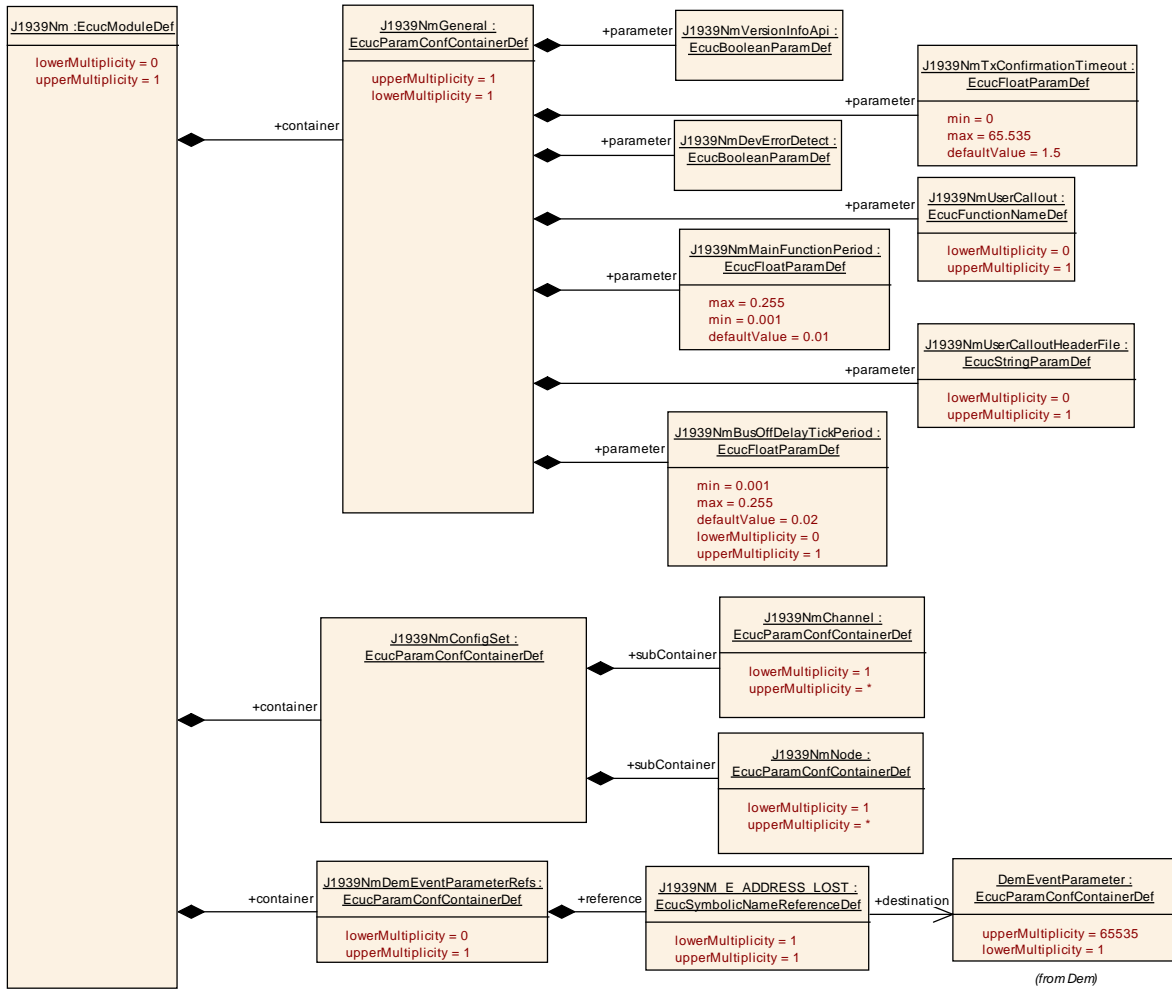 J1939Nm :EcucModuleDef
lowerMultiplicity = 0
upperMultiplicity = 1
+container
J1939NmGeneral :
EcucParamConfContainerDef
upperMultiplicity = 1
lowerMultiplicity = 1
+parameter
J1939NmVersionInfoApi :
EcucBooleanParamDef
+parameter
J1939NmTxConfirmationTimeout :
EcucFloatParamDef
min = 0
max = 65.535
defaultValue = 1.5
+parameter
J1939NmDevErrorDetect :
EcucBooleanParamDef
+parameter
J1939NmUserCallout :
EcucFunctionNameDef
lowerMultiplicity = 0
upperMultiplicity = 1
+parameter
J1939NmMainFunctionPeriod :
EcucFloatParamDef
max = 0.255
min = 0.001
defaultValue = 0.01
+parameter
J1939NmUserCalloutHeaderFile :
EcucStringParamDef
lowerMultiplicity = 0
upperMultiplicity = 1
+parameter
J1939NmBusOffDelayTickPeriod :
EcucFloatParamDef
min = 0.001
max = 0.255
defaultValue = 0.02
lowerMultiplicity = 0
upperMultiplicity = 1
+container
J1939NmConfigSet :
EcucParamConfContainerDef
+subContainer
J1939NmChannel :
EcucParamConfContainerDef
lowerMultiplicity = 1
upperMultiplicity = *
+subContainer
J1939NmNode :
EcucParamConfContainerDef
lowerMultiplicity = 1
upperMultiplicity = *
+container
J1939NmDemEventParameterRefs :
EcucParamConfContainerDef
lowerMultiplicity = 0
upperMultiplicity = 1
+reference
J1939NM_E_ADDRESS_LOST :
EcucSymbolicNameReferenceDef
lowerMultiplicity = 1
upperMultiplicity = 1
+destination
DemEventParameter :
EcucParamConfContainerDef
upperMultiplicity = 65535
lowerMultiplicity = 1
(from Dem)